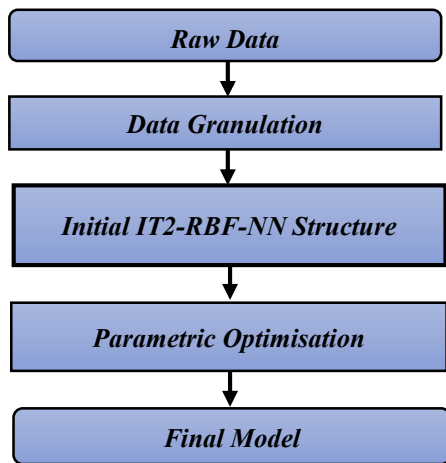 Raw Data
Data Granulation
Initial IT2-RBF-NN Structure
Parametric Optimisation
Final Model